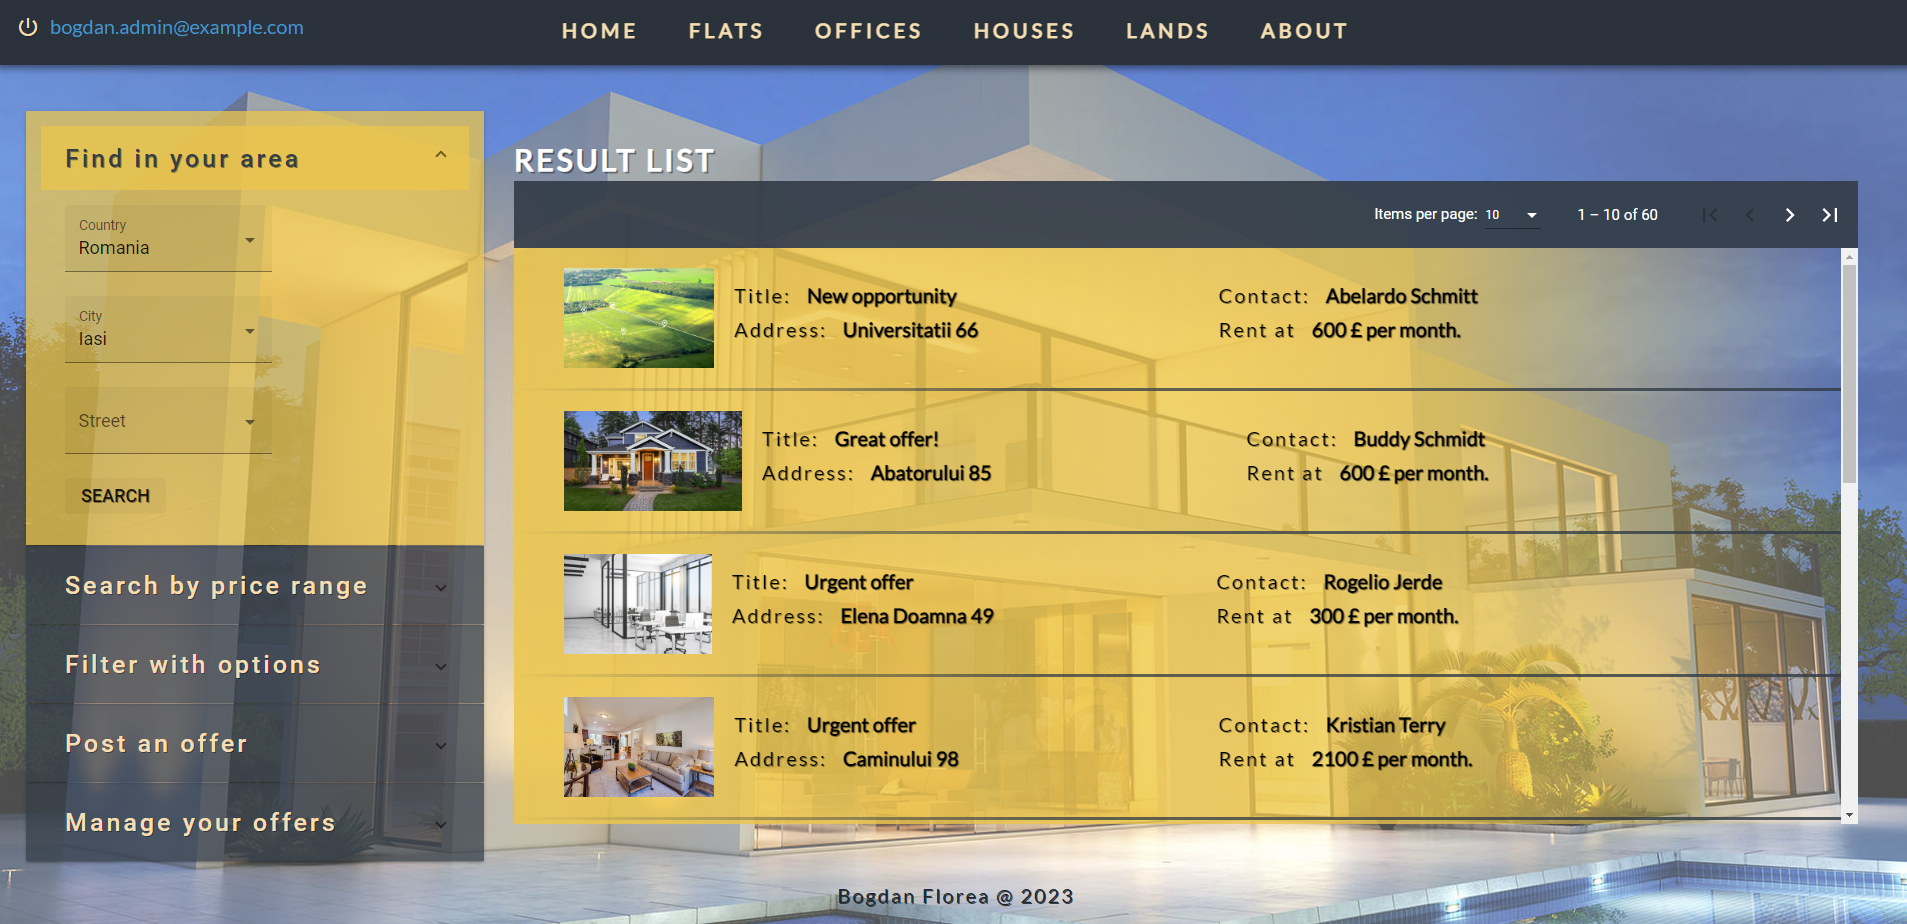 bogdan.admin@example.com
HOME FLATS OFFICES HOUSES LANDS ABOUT
Find in your area
Country
Romania
City
Iasi
Street
SEARCH
Search by price range
Filter with options
Post an offer
Manage your offers
RESULT LIST
Items per page: 10 1 – 10 of 60
Title: New opportunity Contact: Abelardo Schmitt
Address: Universitatii 66 Rent at 600 £ per month.
Title: Great offer! Contact: Buddy Schmidt
Address: Abatorului 85 Rent at 600 £ per month.
Title: Urgent offer Contact: Rogelio Jerde
Address: Elena Doamna 49 Rent at 300 £ per month.
Title: Urgent offer Contact: Kristian Terry
Address: Caminului 98 Rent at 2100 £ per month.
Bogdan Florea @ 2023